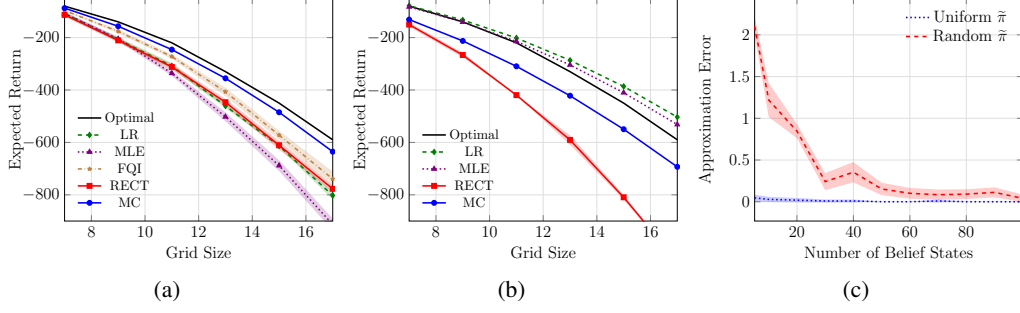 −200
−400
−600
−800
Expected Return
Optimal
LR
MLE
FQI
RECT
MC
8
10
12
14
16
Grid Size
(a)
−200
−400
−600
−800
Expected Return
Optimal
LR
MLE
RECT
MC
8
10
12
14
16
Grid Size
(b)
2
1.5
1
0.5
0
Approximation Error
Uniform π̃
Random π̃
20
40
60
80
Number of Belief States
(c)